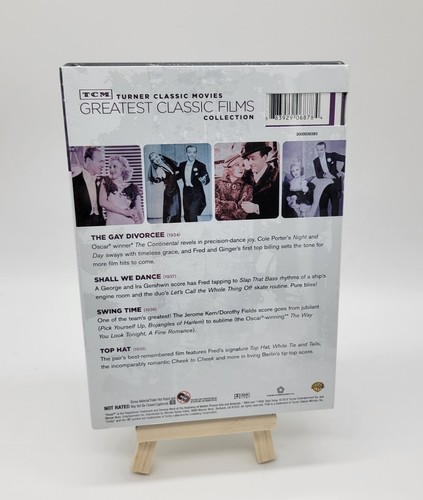 TCM TURNER CLASSIC MOVIES
GREATEST CLASSIC FILMS
COLLECTION
THE GAY DIVORCEE (1934)
Oscar® winner* The Continental revels in precision-dance joy, Cole Porter's Night and
Day sways with timeless grace, and Fred and Ginger's first top billing sets the tone for
more film hits to come.
SHALL WE DANCE (1937)
A George and Ira Gershwin score has Fred tapping to Slap That Bass rhythms of a ship's
engine room and the duo's Let's Call the Whole Thing Off skate routine. Pure bliss!
SWING TIME (1936)
One of the team's greatest! The Jerome Kern/Dorothy Fields score goes from jubilant
(Pick Yourself Up, Bojangles of Harlem) to sublime (the Oscar®-winning** The Way
You Look Tonight, A Fine Romance).
TOP HAT (1935)
The pair's best-remembered film features Fred's signature Top Hat, White Tie and Tails,
the incomparably romantic Cheek to Cheek and more in Irving Berlin's tip-top score.
NOT RATED